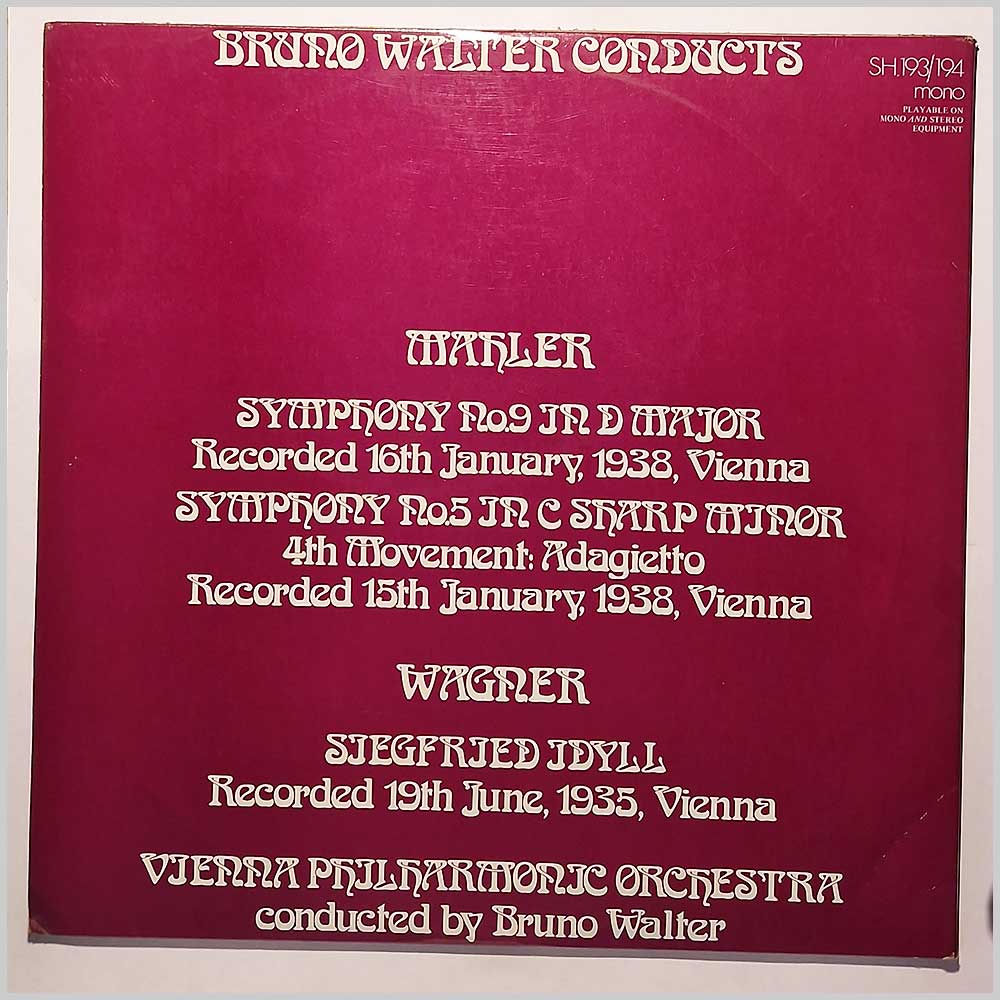 BRUNO WALTER CONDUCTS
SH.193/194
mono
PLAYABLE ON
MONO AND STEREO
EQUIPMENT
MAHLER
SYMPHONY No.9 IN D MAJOR
Recorded 16th January, 1938, Vienna
SYMPHONY No.5 IN C SHARP MINOR
4th Movement: Adagietto
Recorded 15th January, 1938, Vienna
WAGNER
SIEGFRIED IDYLL
Recorded 19th June, 1935, Vienna
VIENNA PHILHARMONIC ORCHESTRA
conducted by Bruno Walter